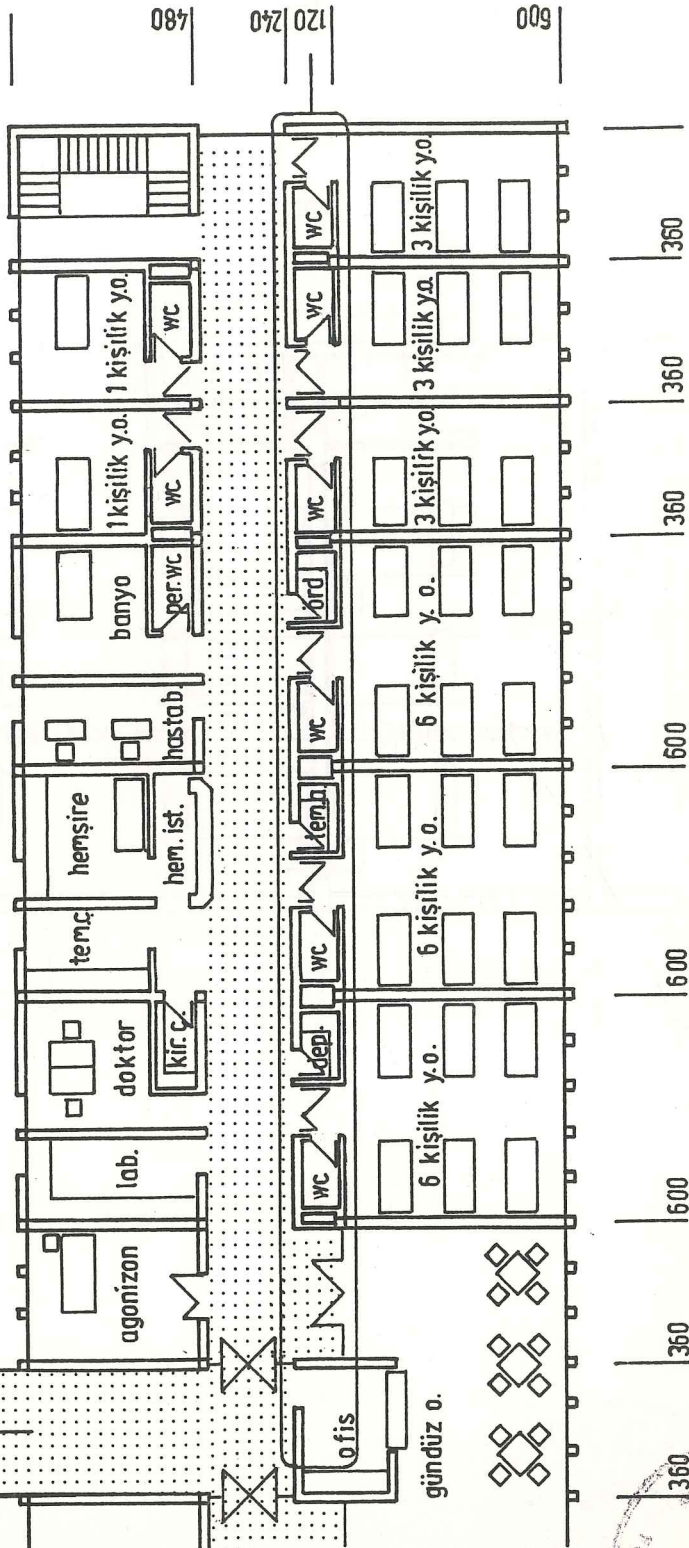 agonizon
lab.
doktor
kir.ç.
tem.ç.
hemşire
hem. ist.
hastab.
banyo
per.wc
1 kişilik y.o.
wc
1 kişilik y.o.
wc
480
240
120
600
ofis
wc
dep.
wc
wc
ord
wc
wc
wc
gündüz o.
6 kişilik y.o.
6 kişilik y.o.
6 kişilik y.o.
3 kişilik y.o.
3 kişilik y.o.
3 kişilik y.o.
360
360
600
600
600
360
360
360